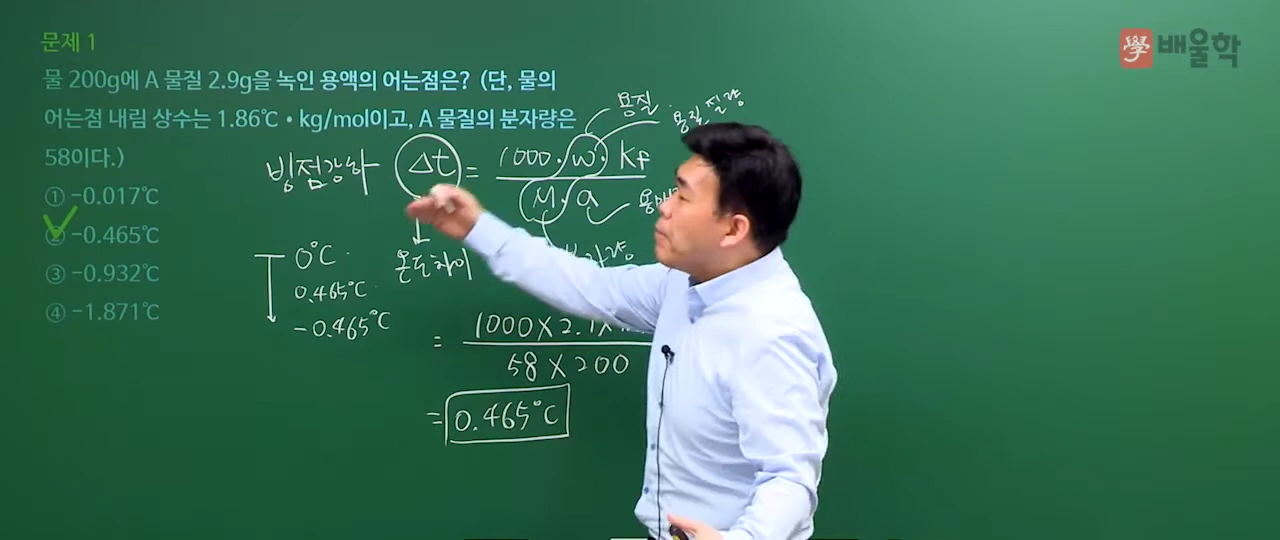 문제 1
學 배울학
물 200g에 A 물질 2.9g을 녹인 용액의 어는점은? (단, 물의
어는점 내림 상수는 1.86℃ • kg/mol이고, A 물질의 분자량은
58이다.)
① -0.017℃
② -0.465℃
③ -0.932℃
④ -1.871℃
용질
용질 질량
빙점강하 Δt = 1000 · w · Kf
M · a
온도차이
0℃
0.465℃
-0.465℃
= 1000 × 2.
58 × 200
= 0.465℃